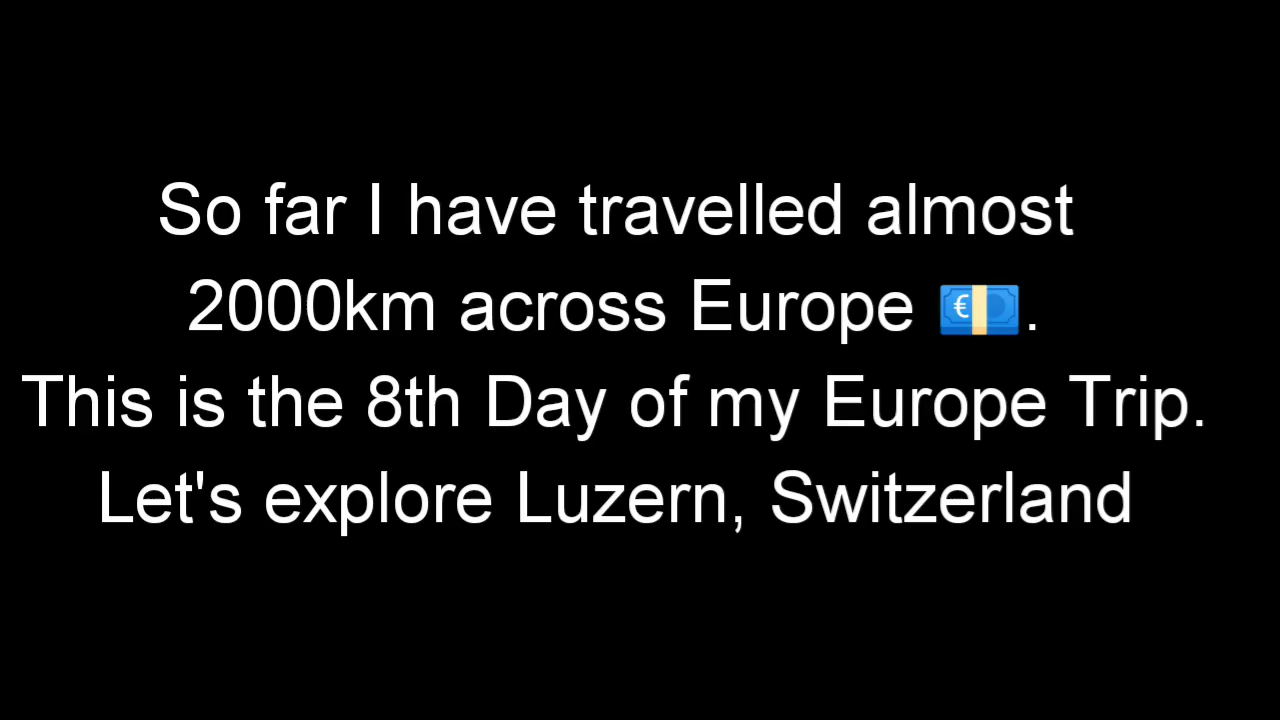 So far I have travelled almost
2000km across Europe 💶.
This is the 8th Day of my Europe Trip.
Let's explore Luzern, Switzerland